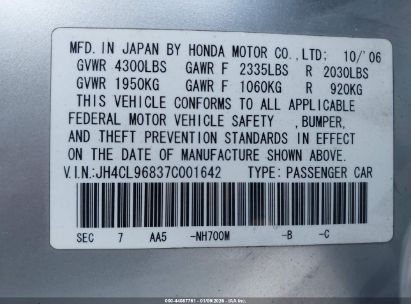 MFD. IN JAPAN BY HONDA MOTOR CO.,LTD; 10/'06
GVWR 4300LBS GAWR F 2335LBS R 2030LBS
GVWR 1950KG GAWR F 1060KG R 920KG
THIS VEHICLE CONFORMS TO ALL APPLICABLE
FEDERAL MOTOR VEHICLE SAFETY ,BUMPER,
AND THEFT PREVENTION STANDARDS IN EFFECT
ON THE DATE OF MANUFACTURE SHOWN ABOVE.
V.I.N:JH4CL96837C001642 TYPE:PASSENGER CAR
SEC 7 AA5 -NH700M -B -C